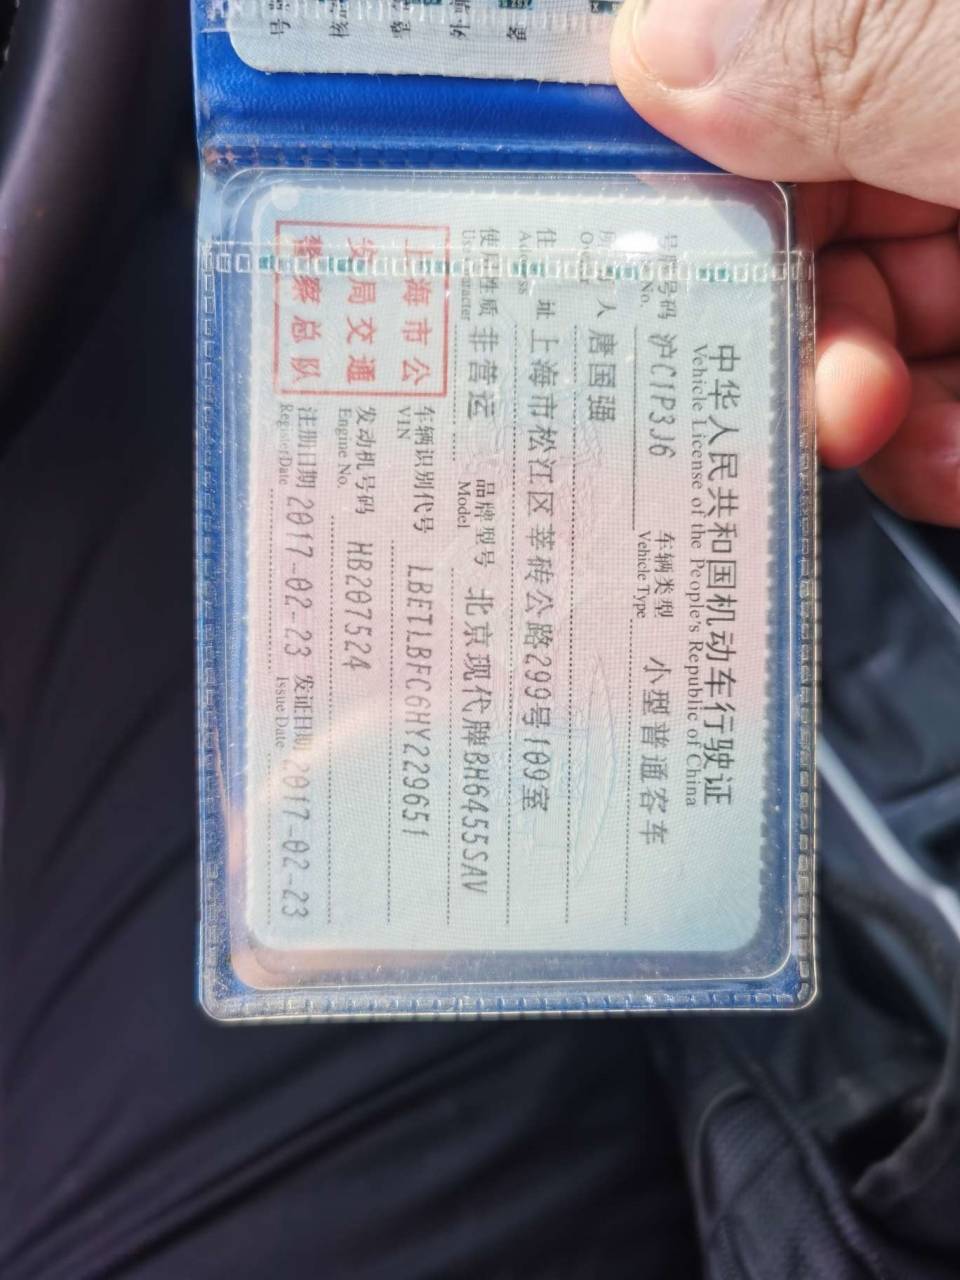 中华人民共和国机动车行驶证
Vehicle License of the People's Republic of China
号牌号码 沪C1P3J6 车辆类型 小型普通客车
No. Vehicle Type
人 唐国强
住 址 上海市松江区莘砖公路299号109室
使用性质 非营运 品牌型号 北京现代牌BH6455SAV
Model
上海市公
安局交通
警察总队
车辆识别代号 LBETLBFC6HY229651
VIN
发动机号码 HB207524
Engine No.
注册日期 2017-02-23 发证日期 2017-02-23
Register Date Issue Date